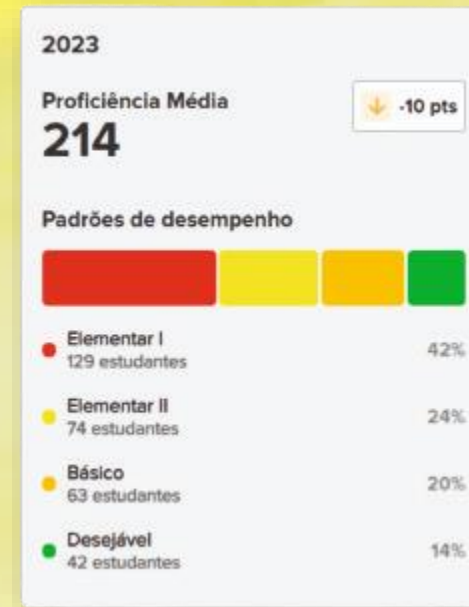 2023
Proficiência Média
-10 pts
214
Padrões de desempenho
Elementar I
129 estudantes
42%
Elementar II
74 estudantes
24%
Básico
63 estudantes
20%
Desejável
42 estudantes
14%